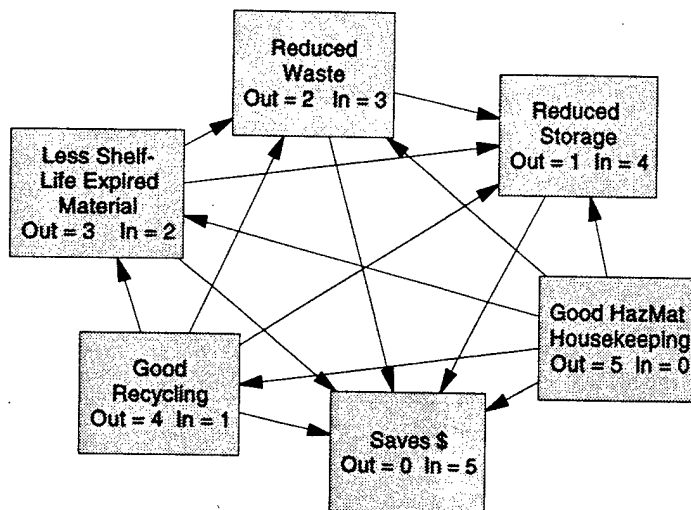 Reduced
Waste
Out = 2 In = 3
Reduced
Storage
Out = 1 In = 4
Less Shelf-
Life Expired
Material
Out = 3 In = 2
Good HazMat
Housekeeping
Out = 5 In = 0
Good
Recycling
Out = 4 In = 1
Saves $
Out = 0 In = 5